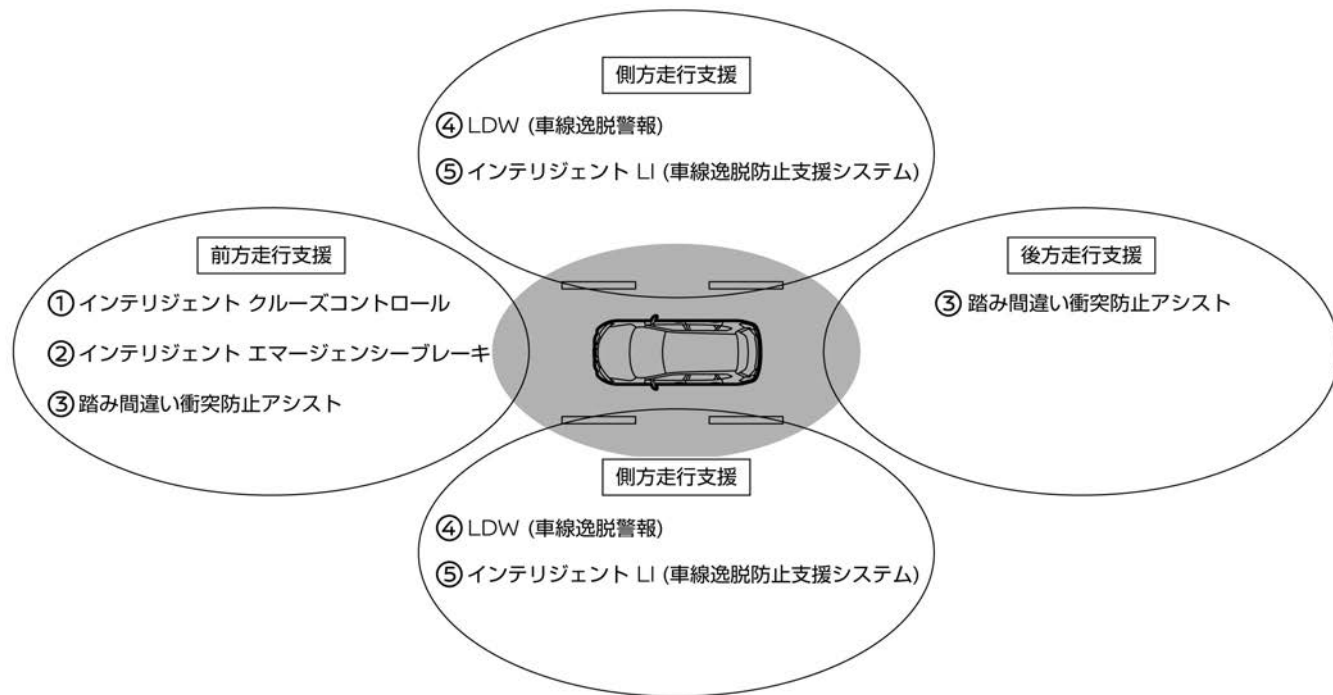 側方走行支援
④ LDW (車線逸脱警報)
⑤ インテリジェント LI (車線逸脱防止支援システム)
前方走行支援
① インテリジェント クルーズコントロール
② インテリジェント エマージェンシーブレーキ
③ 踏み間違い衝突防止アシスト
後方走行支援
③ 踏み間違い衝突防止アシスト
側方走行支援
④ LDW (車線逸脱警報)
⑤ インテリジェント LI (車線逸脱防止支援システム)